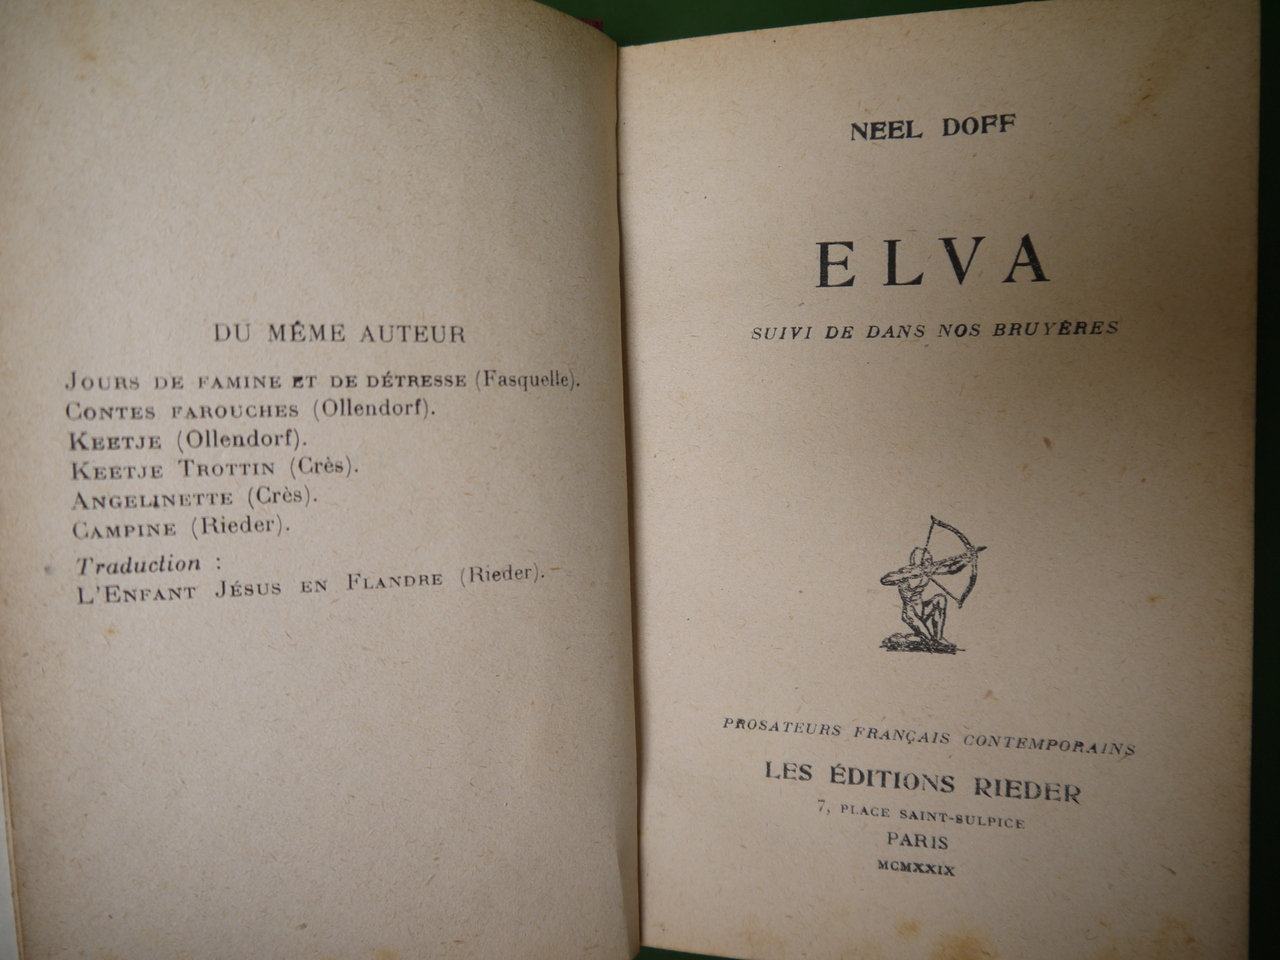 DU MÊME AUTEUR
JOURS DE FAMINE ET DE DÉTRESSE (Fasquelle).
CONTES FAROUCHES (Ollendorf).
KEETJE (Ollendorf).
KEETJE TROTTIN (Crès).
ANGELINETTE (Crès).
CAMPINE (Rieder).
Traduction :
L'ENFANT JÉSUS EN FLANDRE (Rieder).
NEEL DOFF
ELVA
SUIVI DE DANS NOS BRUYÈRES
PROSATEURS FRANÇAIS CONTEMPORAINS
LES ÉDITIONS RIEDER
7, PLACE SAINT-SULPICE
PARIS
MCMXXIX